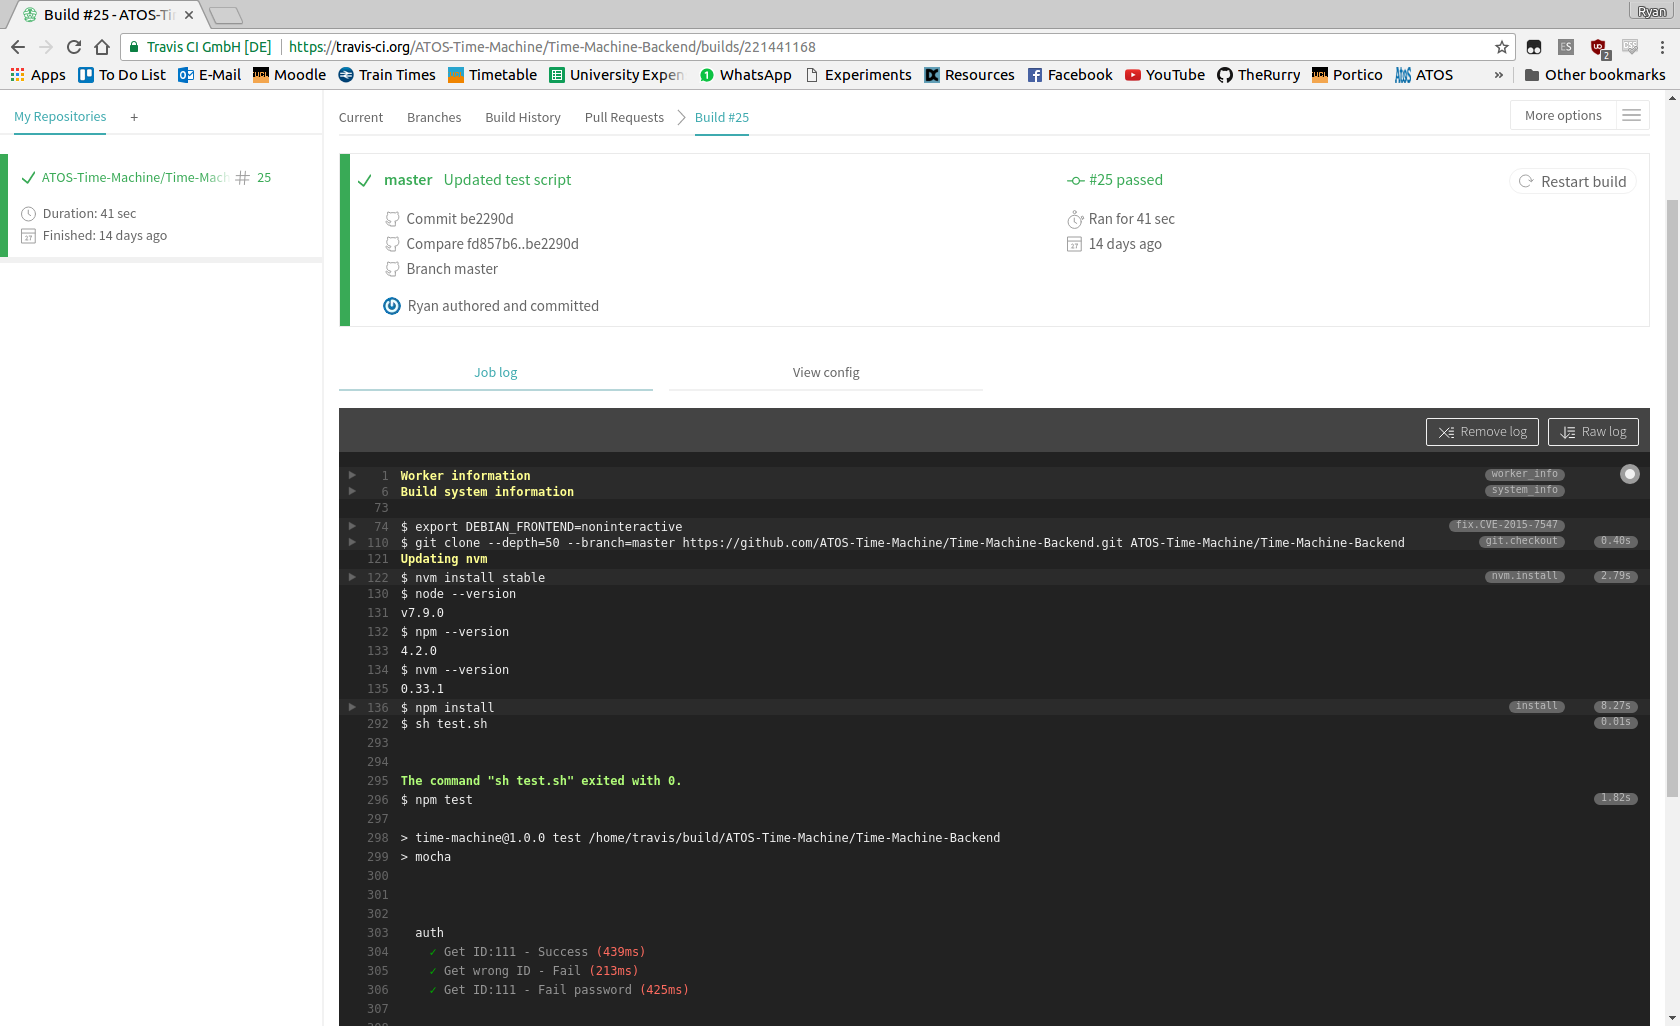 Build #25 - ATOS-Ti
Ryan
Travis CI GmbH [DE] https://travis-ci.org/ATOS-Time-Machine/Time-Machine-Backend/builds/221441168
Apps To Do List E-Mail Moodle Train Times Timetable University Expen WhatsApp Experiments Resources Facebook YouTube TheRurry Portico ATOS » Other bookmarks
My Repositories +
Current Branches Build History Pull Requests Build #25
More options
ATOS-Time-Machine/Time-Mach # 25
Duration: 41 sec
Finished: 14 days ago
master Updated test script
#25 passed
Restart build
Commit be2290d
Ran for 41 sec
Compare fd857b6..be2290d
14 days ago
Branch master
Ryan authored and committed
Job log View config
Remove log Raw log
1 Worker information worker_info
6 Build system information system_info
73
74 $ export DEBIAN_FRONTEND=noninteractive fix.CVE-2015-7547
110 $ git clone --depth=50 --branch=master https://github.com/ATOS-Time-Machine/Time-Machine-Backend.git ATOS-Time-Machine/Time-Machine-Backend git.checkout 0.40s
121 Updating nvm
122 $ nvm install stable nvm.install 2.79s
130 $ node --version
131 v7.9.0
132 $ npm --version
133 4.2.0
134 $ nvm --version
135 0.33.1
136 $ npm install install 8.27s
292 $ sh test.sh 0.01s
293
294
295 The command "sh test.sh" exited with 0.
296 $ npm test 1.82s
297
298 > time-machine@1.0.0 test /home/travis/build/ATOS-Time-Machine/Time-Machine-Backend
299 > mocha
300
301
302
303 auth
304 ✓ Get ID:111 - Success (439ms)
305 ✓ Get wrong ID - Fail (213ms)
306 ✓ Get ID:111 - Fail password (425ms)
307